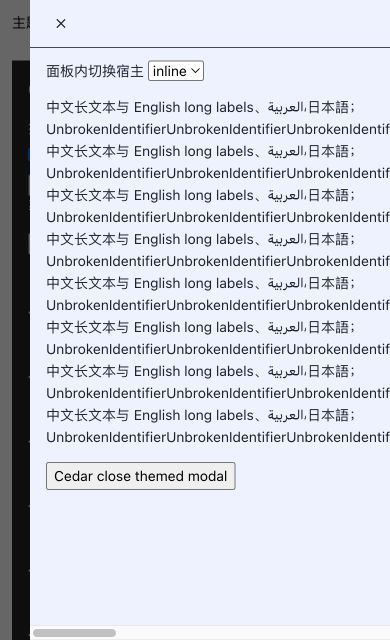 主题
×
面板内切换宿主 inline
中文长文本与 English long labels、العربية،日本語；
UnbrokenIdentifierUnbrokenIdentifierUnbrokenIdentif
中文长文本与 English long labels、العربية،日本語；
UnbrokenIdentifierUnbrokenIdentifierUnbrokenIdentif
中文长文本与 English long labels、العربية،日本語；
UnbrokenIdentifierUnbrokenIdentifierUnbrokenIdentif
中文长文本与 English long labels、العربية،日本語；
UnbrokenIdentifierUnbrokenIdentifierUnbrokenIdentif
中文长文本与 English long labels、العربية،日本語；
UnbrokenIdentifierUnbrokenIdentifierUnbrokenIdentif
中文长文本与 English long labels、العربية،日本語；
UnbrokenIdentifierUnbrokenIdentifierUnbrokenIdentif
中文长文本与 English long labels、العربية،日本語；
UnbrokenIdentifierUnbrokenIdentifierUnbrokenIdentif
中文长文本与 English long labels、العربية،日本語；
UnbrokenIdentifierUnbrokenIdentifierUnbrokenIdentif
Cedar close themed modal